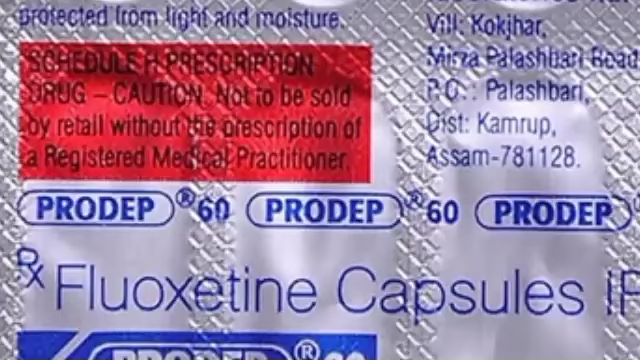 protected from light and moisture.
SCHEDULE H PRESCRIPTION
DRUG – CAUTION. Not to be sold
by retail without the prescription of
a Registered Medical Practitioner.
Vill: Kokjhar,
Mirza Palashbari Road
P.O.: Palashbari,
Dist: Kamrup,
Assam-781128.
PRODEP®60 PRODEP®60 PRODEP
Rx Fluoxetine Capsules IP
PRODEP®60